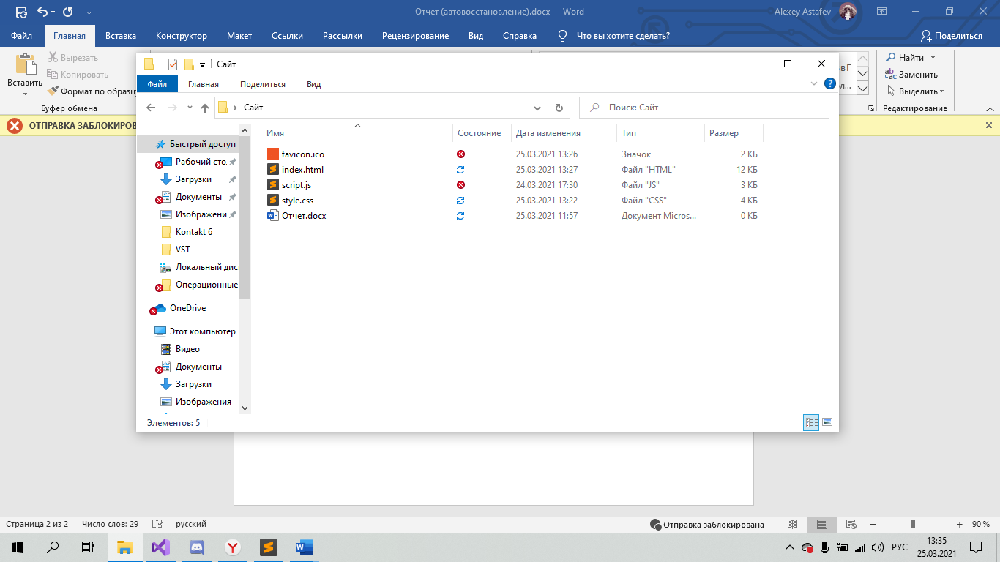 Отчет (автовосстановление).docx - Word
Alexey Astafev
Файл Главная Вставка Конструктор Макет Ссылки Рассылки Рецензирование Вид Справка Что вы хотите сделать? Поделиться
Вставить
Вырезать
Копировать
Формат по образцу
Буфер обмена
Найти
Заменить
Выделить
Редактирование
ОТПРАВКА ЗАБЛОКИРОВ
Сайт
Файл Главная Поделиться Вид
Сайт
Поиск: Сайт
Быстрый доступ
Рабочий сто.
Загрузки
Документы
Изображени
Kontakt 6
VST
Локальный дис
Операционные
OneDrive
Этот компьютер
Видео
Документы
Загрузки
Изображения
Имя Состояние Дата изменения Тип Размер
favicon.ico 25.03.2021 13:26 Значок 2 КБ
index.html 25.03.2021 13:27 Файл "HTML" 12 КБ
script.js 24.03.2021 17:30 Файл "JS" 3 КБ
style.css 25.03.2021 13:22 Файл "CSS" 4 КБ
Отчет.docx 25.03.2021 11:57 Документ Micros... 0 КБ
Элементов: 5
Страница 2 из 2 Число слов: 29 русский Отправка заблокирована 90 %
РУС
13:35
25.03.2021